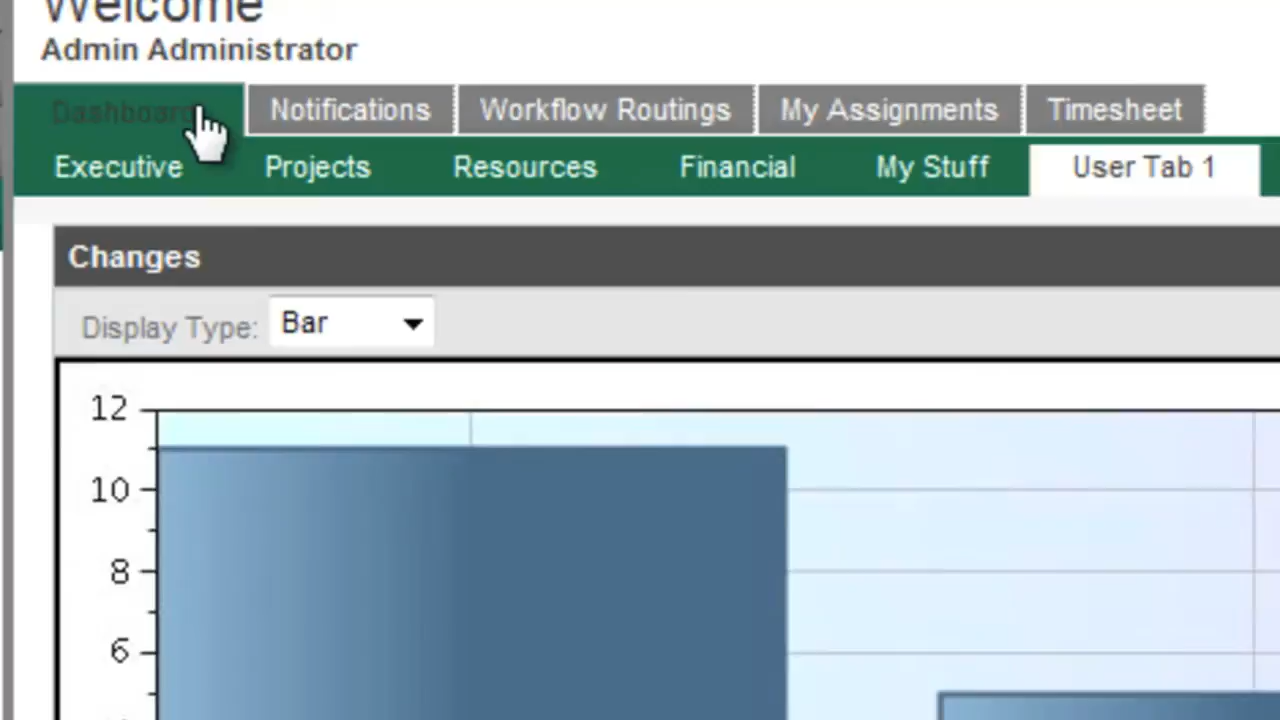 Welcome
Admin Administrator
Dashboard Notifications Workflow Routings My Assignments Timesheet
Executive Projects Resources Financial My Stuff User Tab 1
Changes
Display Type: Bar
12
10
8
6